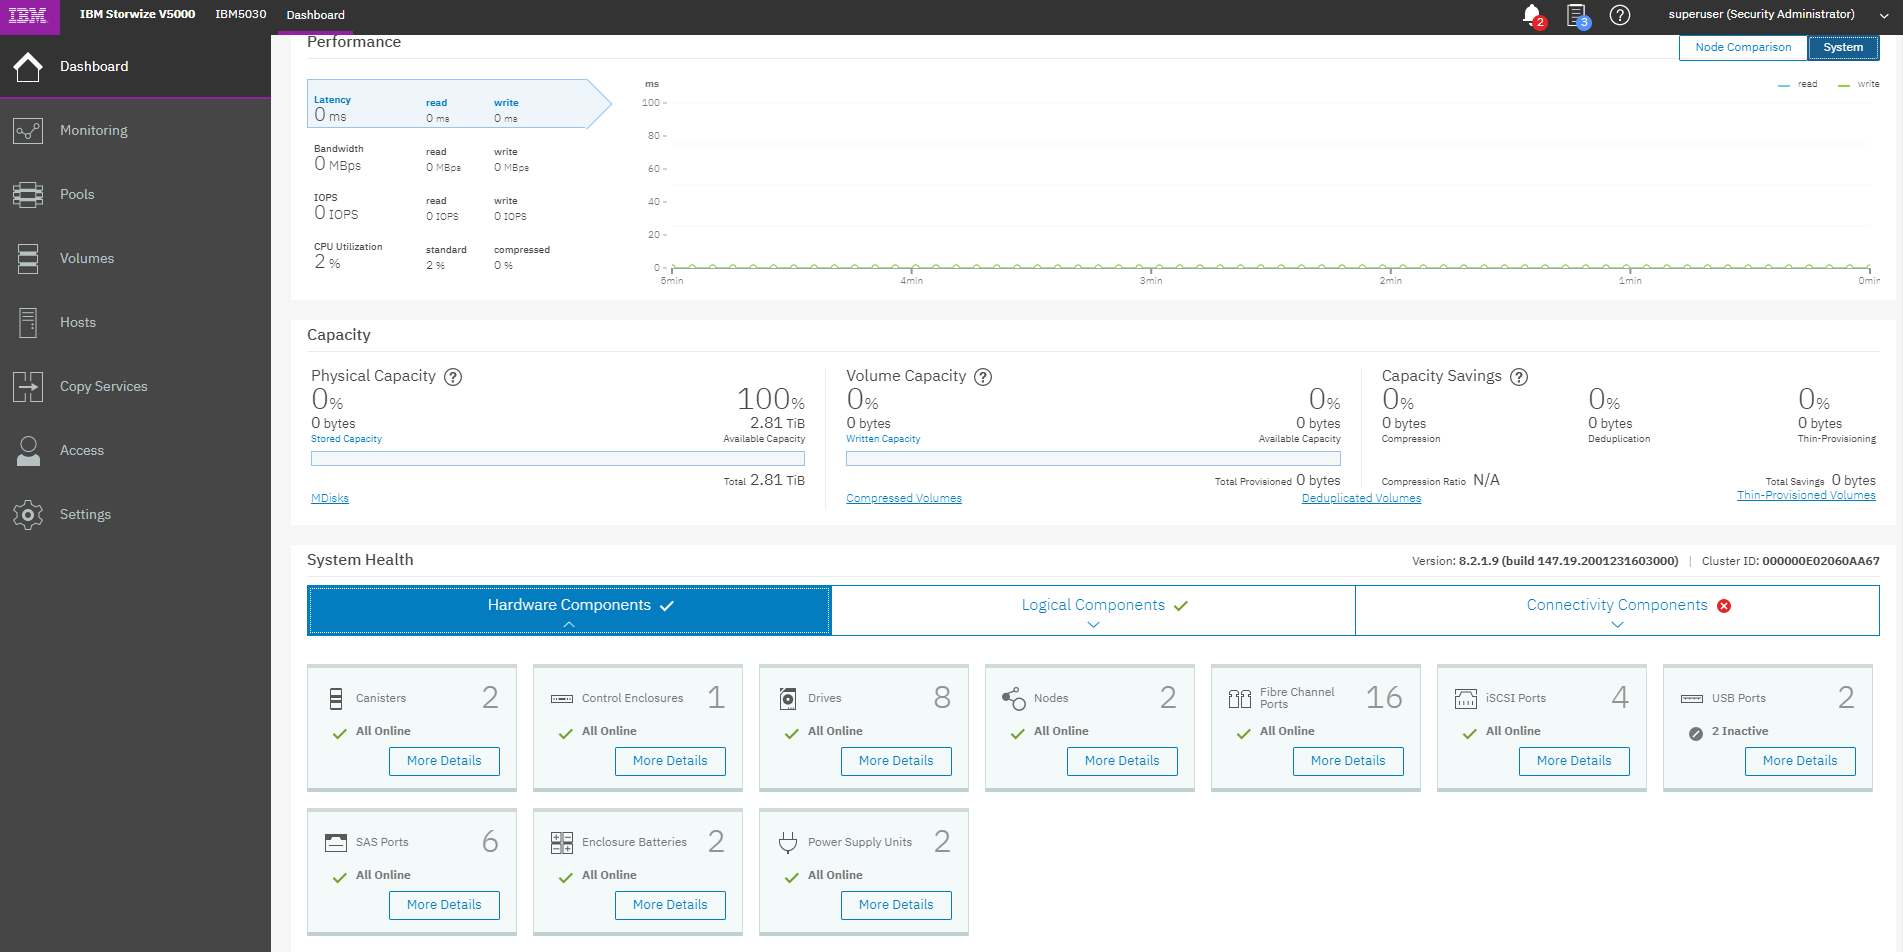 IBM IBM Storwize V5000 IBM5030 Dashboard 2 3 ? superuser (Security Administrator)
Dashboard
Monitoring
Pools
Volumes
Hosts
Copy Services
Access
Settings
Performance
Node Comparison System
Latency read write
0 ms 0 ms 0 ms
Bandwidth read write
0 MBps 0 MBps 0 MBps
IOPS read write
0 IOPS 0 IOPS 0 IOPS
CPU Utilization standard compressed
2 % 2 % 0 %
ms read write
100
80
60
40
20
0
5min 4min 3min 2min 1min 0min
Capacity
Physical Capacity ?
0% 100%
0 bytes 2.81 TiB
Stored Capacity Available Capacity
Total 2.81 TiB
MDisks
Volume Capacity ?
0% 0%
0 bytes 0 bytes
Written Capacity Available Capacity
Total Provisioned 0 bytes
Compressed Volumes Deduplicated Volumes
Capacity Savings ?
0% 0% 0%
0 bytes 0 bytes 0 bytes
Compression Deduplication Thin-Provisioning
Compression Ratio N/A Total Savings 0 bytes
Thin-Provisioned Volumes
System Health Version: 8.2.1.9 (build 147.19.2001231603000) | Cluster ID: 000000E02060AA67
Hardware Components Logical Components Connectivity Components
Canisters 2
All Online
More Details
Control Enclosures 1
All Online
More Details
Drives 8
All Online
More Details
Nodes 2
All Online
More Details
Fibre Channel
Ports 16
All Online
More Details
iSCSI Ports 4
All Online
More Details
USB Ports 2
2 Inactive
More Details
SAS Ports 6
All Online
More Details
Enclosure Batteries 2
All Online
More Details
Power Supply Units 2
All Online
More Details